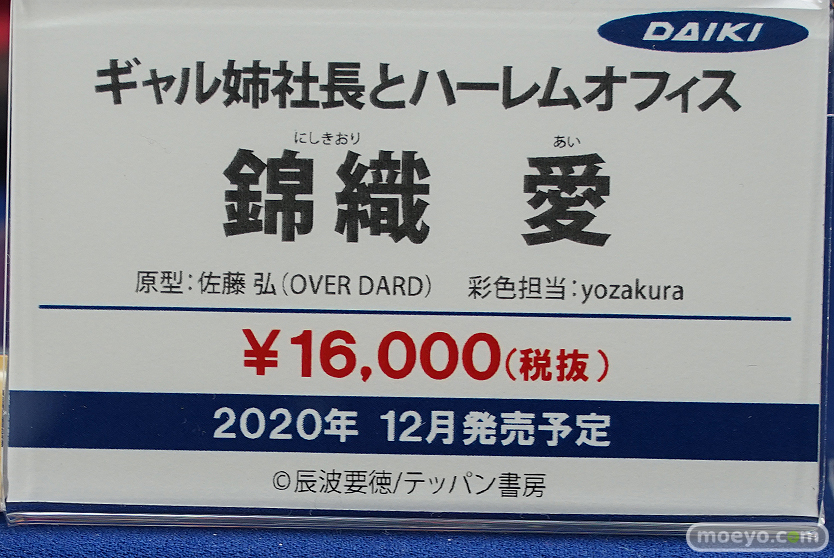 DAIKI
ギャル姉社長とハーレムオフィス
にしきおり あい
錦織 愛
原型：佐藤 弘（OVER DARD） 彩色担当：yozakura
￥16,000（税抜）
2020年 12月発売予定
©辰波要徳/テッパン書房
moeyo.com